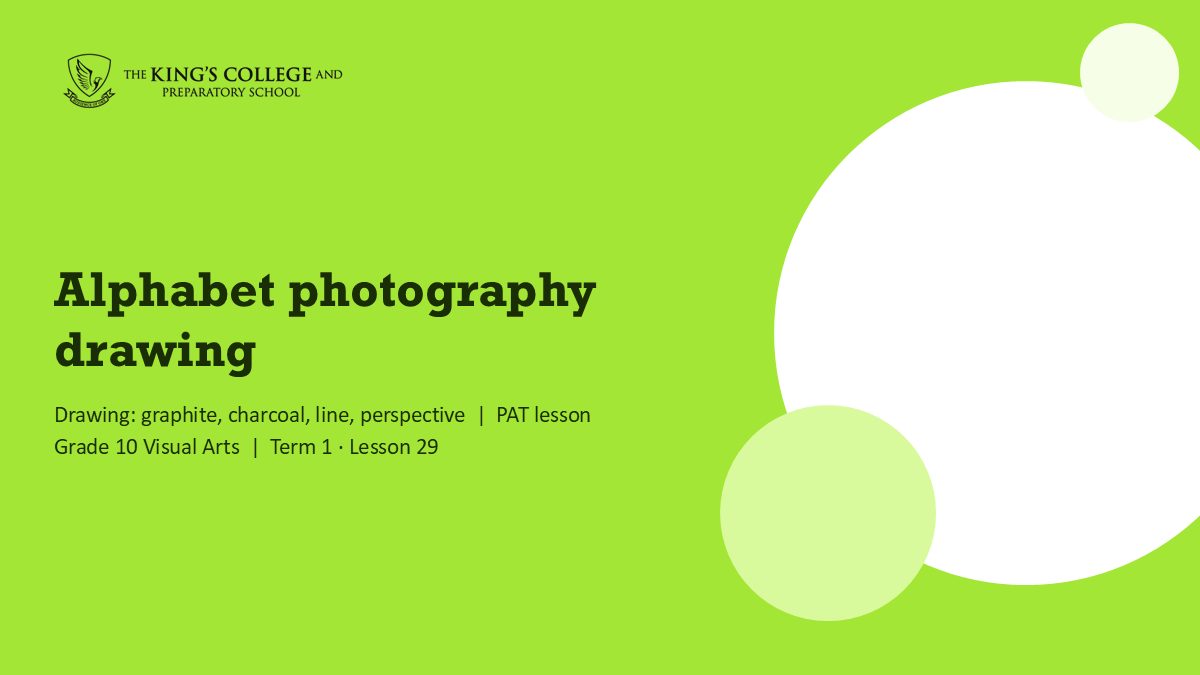 THE KING'S COLLEGE AND
PREPARATORY SCHOOL
Alphabet photography
drawing
Drawing: graphite, charcoal, line, perspective | PAT lesson
Grade 10 Visual Arts | Term 1 · Lesson 29